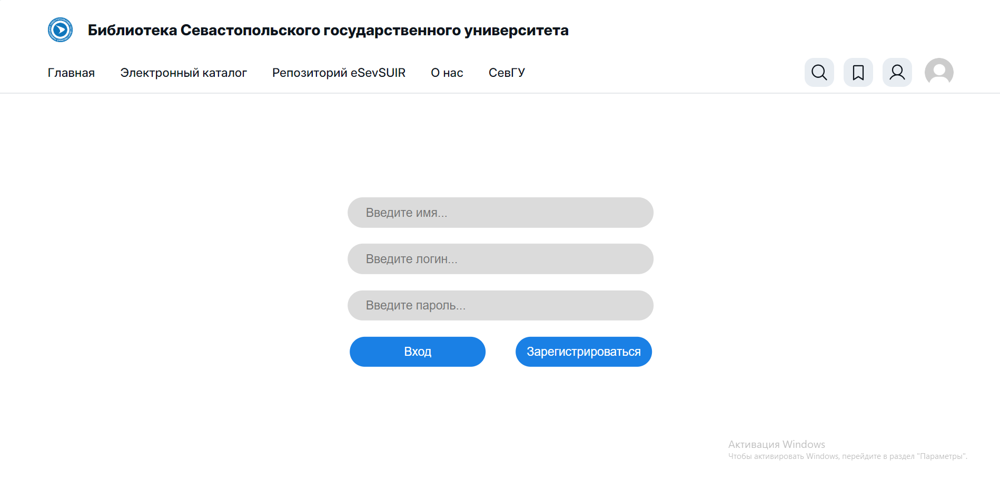 Библиотека Севастопольского государственного университета
Главная Электронный каталог Репозиторий eSevSUIR О нас СевГУ
Введите имя...
Введите логин...
Введите пароль...
Вход Зарегистрироваться
Активация Windows
Чтобы активировать Windows, перейдите в раздел "Параметры".